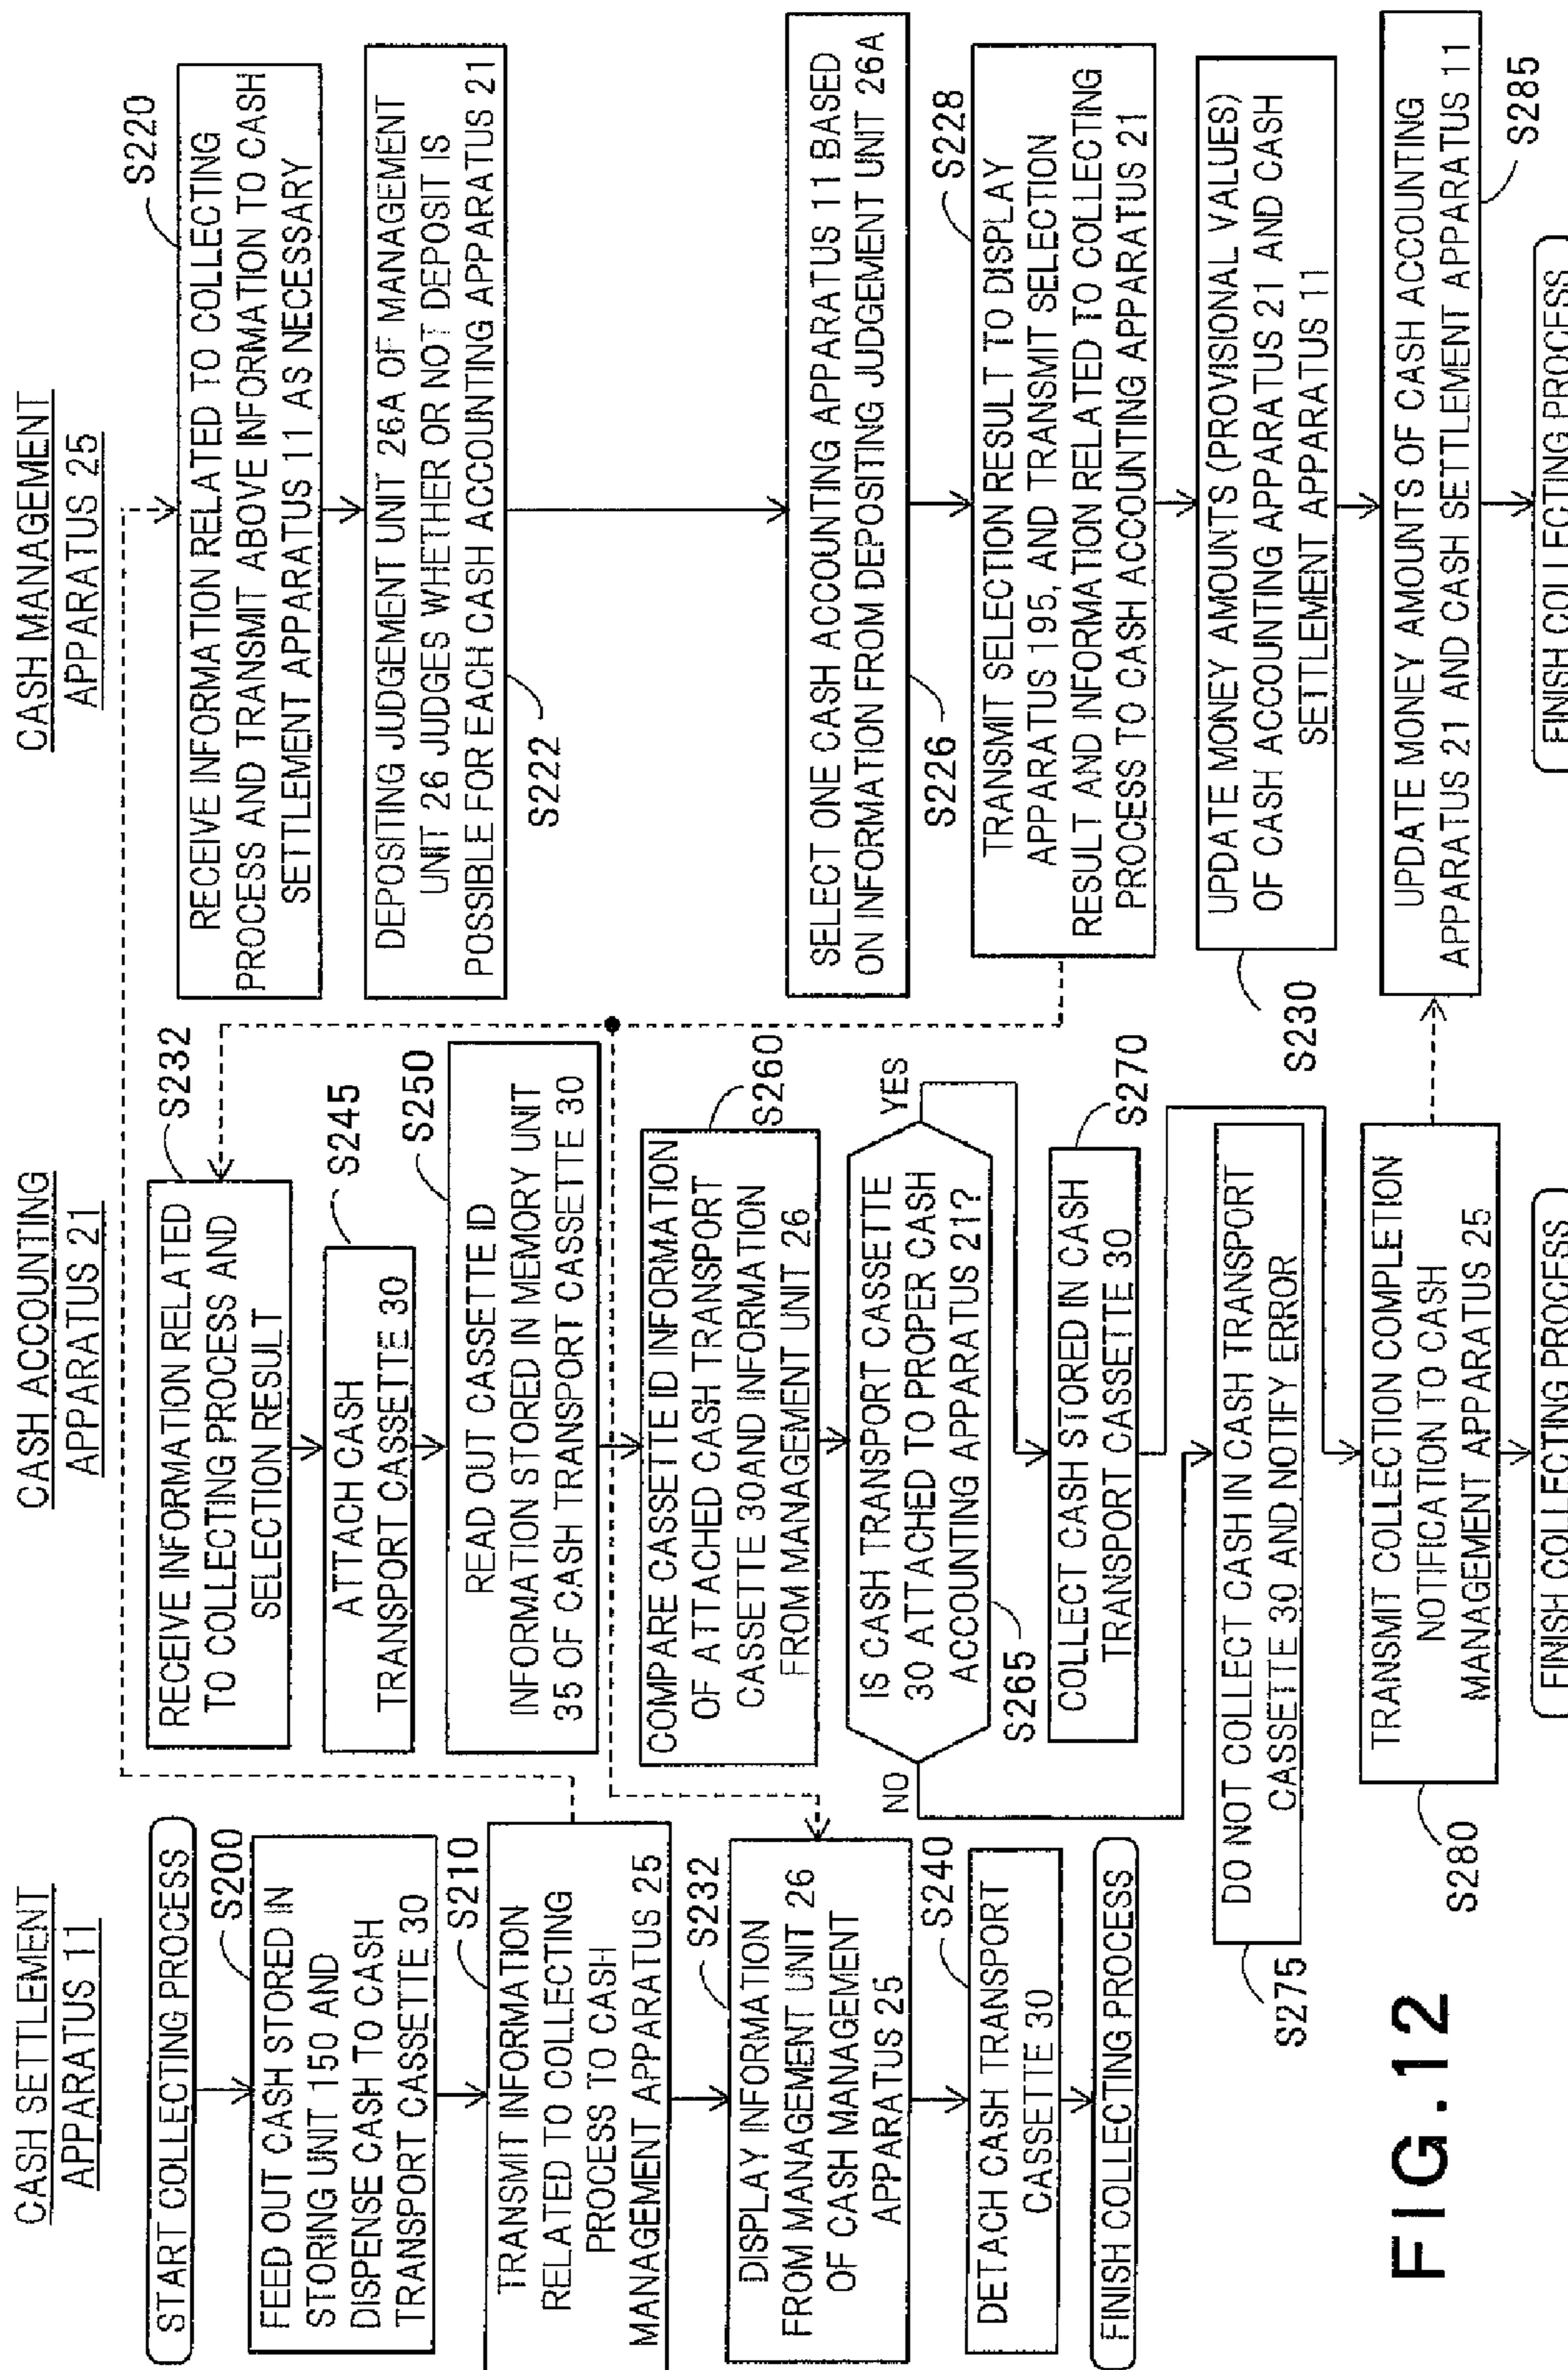 CASH SETTLEMENT
APPARATUS 11
START COLLECTING PROCESS
S200
FEED OUT CASH STORED IN
STORING UNIT 150 AND
DISPENSE CASH TO CASH
TRANSPORT CASSETTE 30
S210
TRANSMIT INFORMATION
RELATED TO COLLECTING
PROCESS TO CASH
MANAGEMENT APPARATUS 25
S232
DISPLAY INFORMATION
FROM MANAGEMENT UNIT 26
OF CASH MANAGEMENT
APPARATUS 25
S240
DETACH CASH TRANSPORT
CASSETTE 30
FINISH COLLECTING PROCESS
CASH ACCOUNTING
APPARATUS 21
S232
RECEIVE INFORMATION RELATED
TO COLLECTING PROCESS AND
SELECTION RESULT
S245
ATTACH CASH
TRANSPORT CASSETTE 30
S250
READ OUT CASSETTE ID
INFORMATION STORED IN MEMORY UNIT
35 OF CASH TRANSPORT CASSETTE 30
S260
COMPARE CASSETTE ID INFORMATION
OF ATTACHED CASH TRANSPORT
CASSETTE 30AND INFORMATION
FROM MANAGEMENT UNIT 26
NO
IS CASH TRANSPORT CASSETTE
30 ATTACHED TO PROPER CASH
ACCOUNTING APPARATUS 21?
YES
S265
S270
COLLECT CASH STORED IN CASH
TRANSPORT CASSETTE 30
DO NOT COLLECT CASH IN CASH TRANSPORT
CASSETTE 30 AND NOTIFY ERROR
S275
TRANSMIT COLLECTION COMPLETION
NOTIFICATION TO CASH
MANAGEMENT APPARATUS 25
S280
FINISH COLLECTING PROCESS
CASH MANAGEMENT
APPARATUS 25
S220
RECEIVE INFORMATION RELATED TO COLLECTING
PROCESS AND TRANSMIT ABOVE INFORMATION TO CASH
SETTLEMENT APPARATUS 11 AS NECESSARY
DEPOSITING JUDGEMENT UNIT 26A OF MANAGEMENT
UNIT 26 JUDGES WHETHER OR NOT DEPOSIT IS
POSSIBLE FOR EACH CASH ACCOUNTING APPARATUS 21
S222
SELECT ONE CASH ACCOUNTING APPARATUS 11 BASED
ON INFORMATION FROM DEPOSITING JUDGEMENT UNIT 26A
S226
S228
TRANSMIT SELECTION RESULT TO DISPLAY
APPARATUS 195, AND TRANSMIT SELECTION
RESULT AND INFORMATION RELATED TO COLLECTING
PROCESS TO CASH ACCOUNTING APPARATUS 21
UPDATE MONEY AMOUNTS (PROVISIONAL VALUES)
OF CASH ACCOUNTING APPARATUS 21 AND CASH
SETTLEMENT APPARATUS 11
S230
UPDATE MONEY AMOUNTS OF CASH ACCOUNTING
APPARATUS 21 AND CASH SETTLEMENT APPARATUS 11
S285
FINISH COLLECTING PROCESS
FIG.12